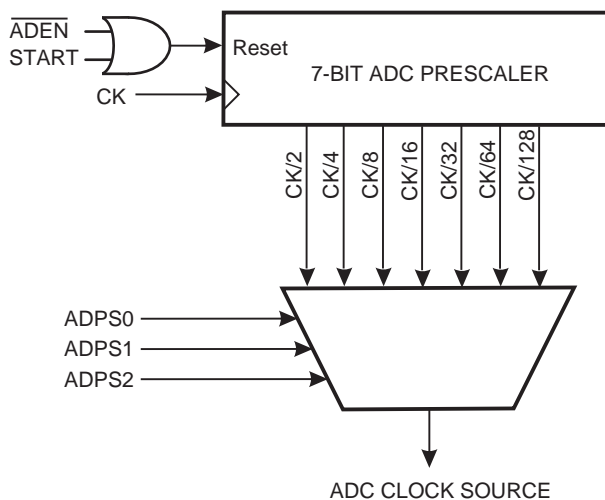 ADEN
START
Reset
7-BIT ADC PRESCALER
CK
CK/2
CK/4
CK/8
CK/16
CK/32
CK/64
CK/128
ADPS0
ADPS1
ADPS2
ADC CLOCK SOURCE